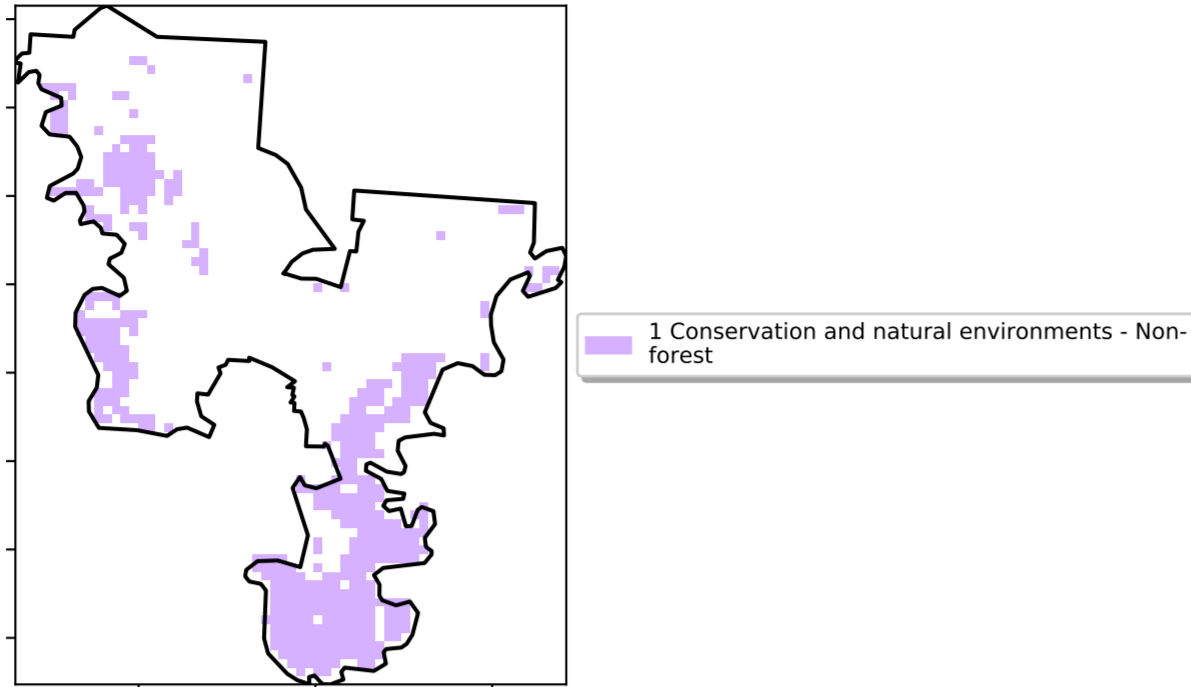 1 Conservation and natural environments - Non-
forest